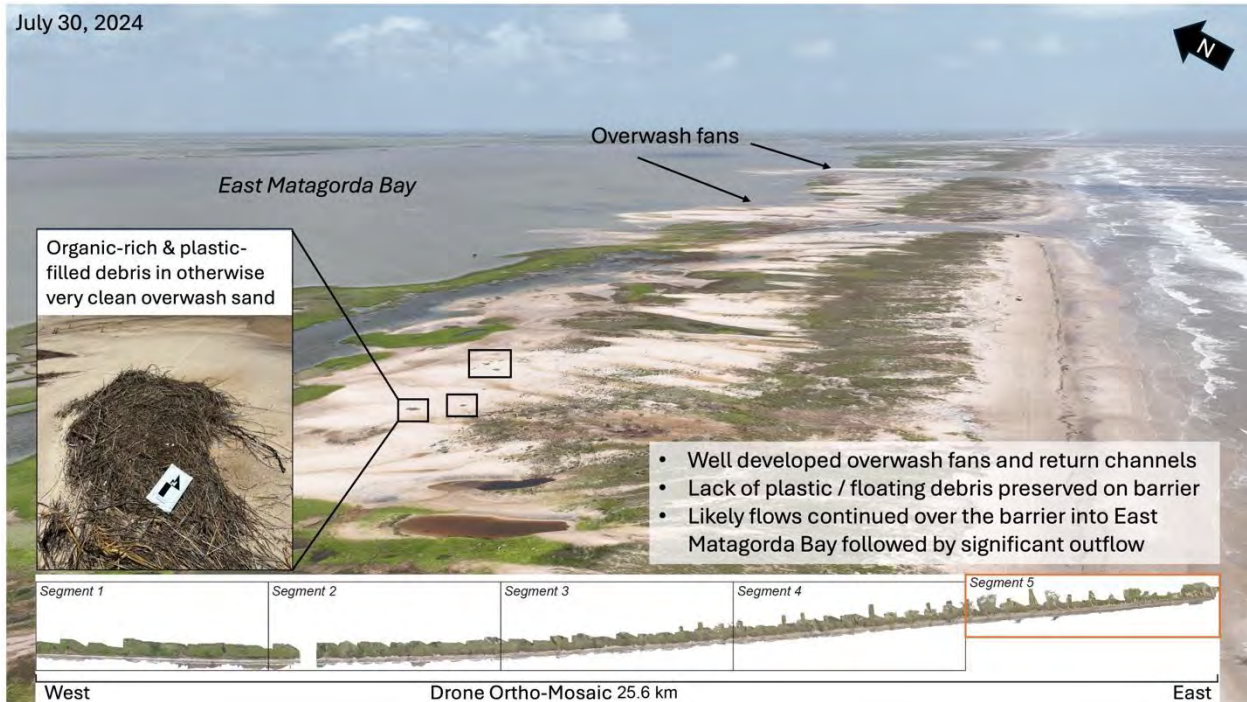 July 30, 2024
N
Overwash fans
East Matagorda Bay
Organic-rich & plastic-
filled debris in otherwise
very clean overwash sand
• Well developed overwash fans and return channels
• Lack of plastic / floating debris preserved on barrier
• Likely flows continued over the barrier into East
Matagorda Bay followed by significant outflow
Segment 1
Segment 2
Segment 3
Segment 4
Segment 5
West
Drone Ortho-Mosaic 25.6 km
East